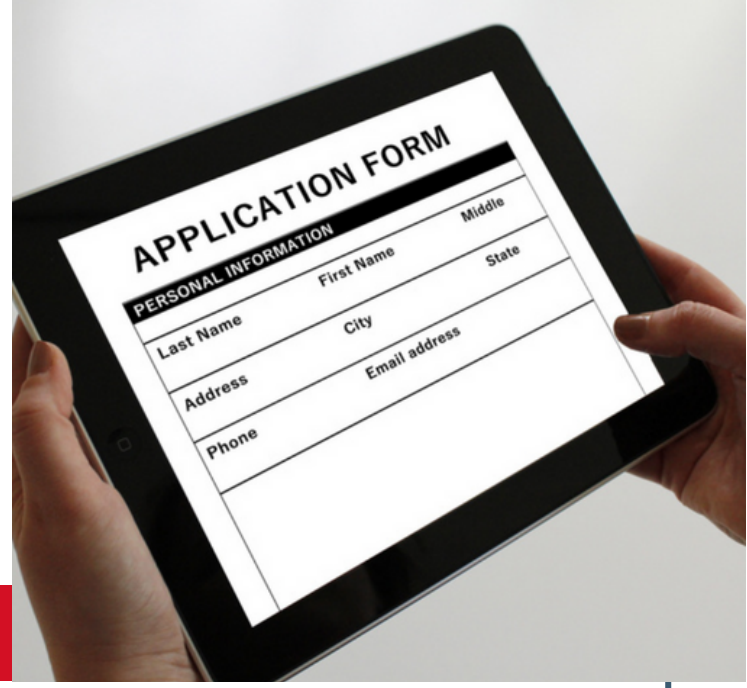 APPLICATION FORM
PERSONAL INFORMATION
Last Name First Name Middle
Address City State
Phone Email address